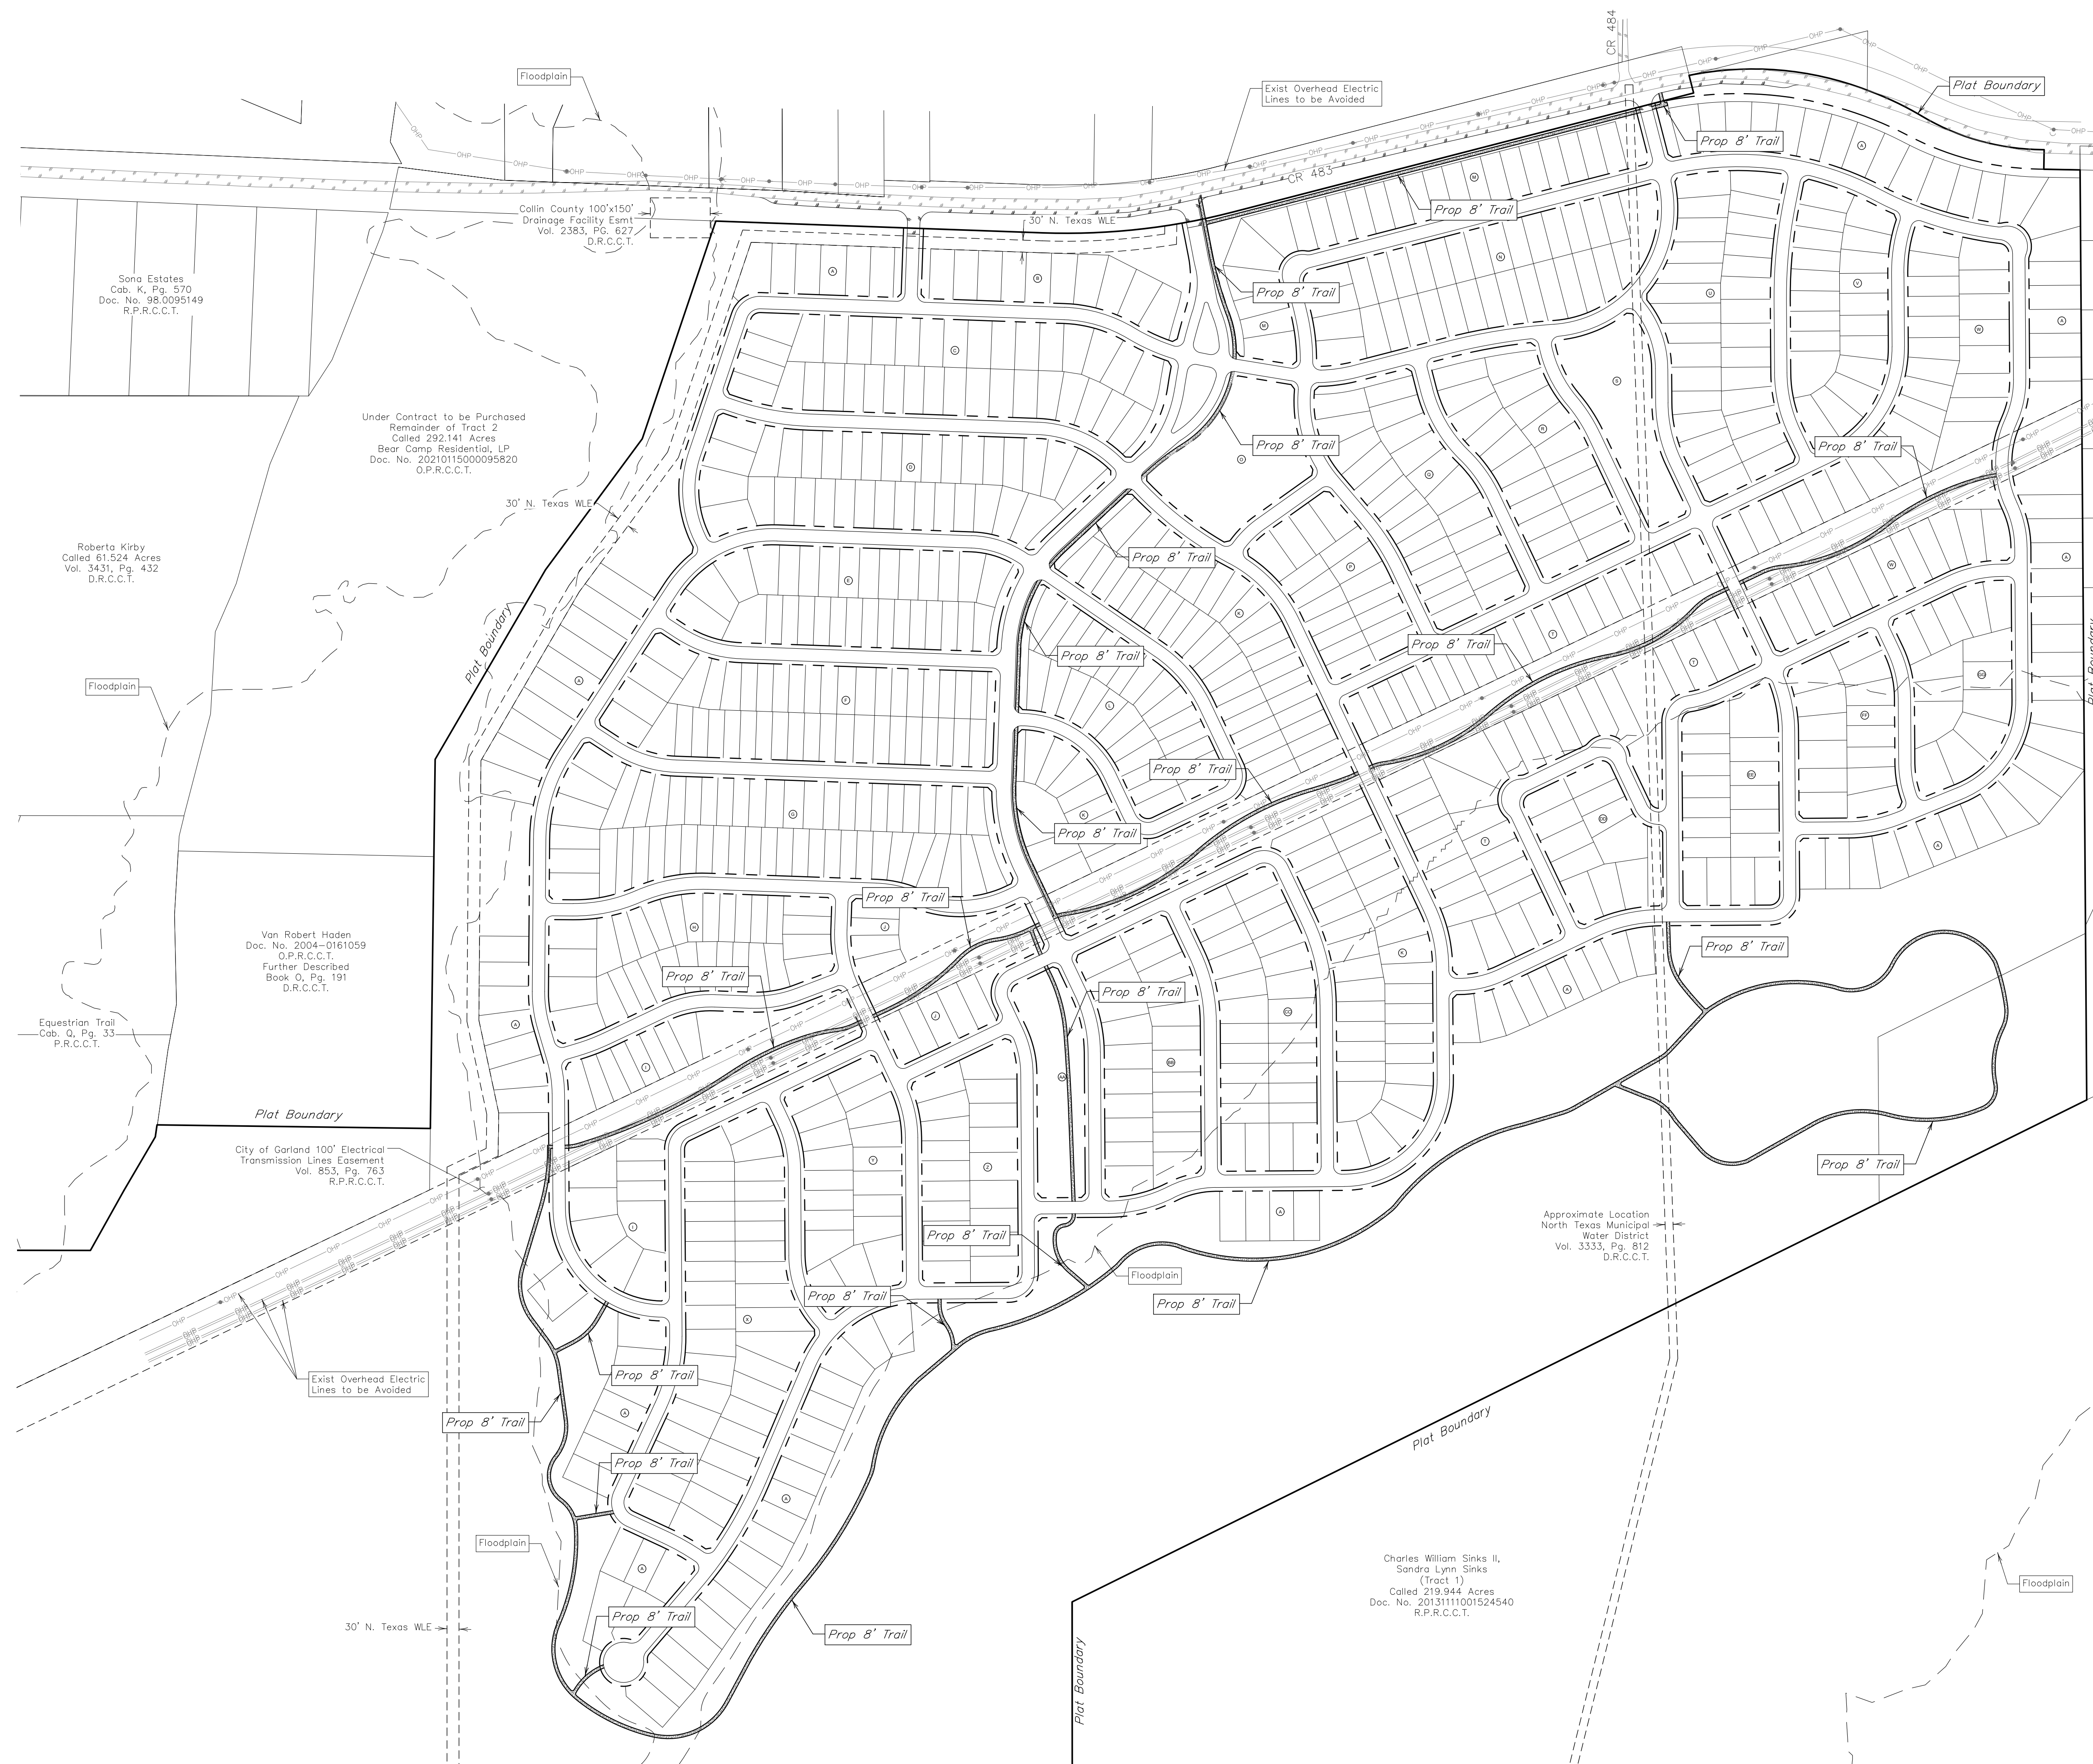 CR 484
Floodplain
Exist Overhead Electric
Lines to be Avoided
Plat Boundary
Prop 8' Trail
CR 483
Prop 8' Trail
Collin County 100'x150'
Drainage Facility Esmt
Vol. 2383, PG. 627
D.R.C.C.T.
30' N. Texas WLE
Sona Estates
Cab. K, Pg. 570
Doc. No. 98.0095149
R.P.R.C.C.T.
Prop 8' Trail
Under Contract to be Purchased
Remainder of Tract 2
Called 292.141 Acres
Bear Camp Residential, LP
Doc. No. 20210115000095820
O.P.R.C.C.T.
Prop 8' Trail
Prop 8' Trail
30' N. Texas WLE
Roberta Kirby
Called 61.524 Acres
Vol. 3431, Pg. 432
D.R.C.C.T.
Prop 8' Trail
Plat Boundary
Prop 8' Trail
Prop 8' Trail
Plat Boundary
Floodplain
Prop 8' Trail
Prop 8' Trail
Prop 8' Trail
Van Robert Haden
Doc. No. 2004-0161059
O.P.R.C.C.T.
Further Described
Book O, Pg. 191
D.R.C.C.T.
Prop 8' Trail
Prop 8' Trail
Prop 8' Trail
Equestrian Trail
Cab. Q, Pg. 33
P.R.C.C.T.
Plat Boundary
City of Garland 100' Electrical
Transmission Lines Easement
Vol. 853, Pg. 763
R.P.R.C.C.T.
Prop 8' Trail
Approximate Location
North Texas Municipal
Water District
Vol. 3333, Pg. 812
D.R.C.C.T.
Prop 8' Trail
Floodplain
Prop 8' Trail
Prop 8' Trail
Exist Overhead Electric
Lines to be Avoided
Prop 8' Trail
Prop 8' Trail
Plat Boundary
Prop 8' Trail
Floodplain
Charles William Sinks II,
Sandra Lynn Sinks
(Tract 1)
Called 219.944 Acres
Doc. No. 20131111001524540
R.P.R.C.C.T.
Floodplain
30' N. Texas WLE
Prop 8' Trail
Prop 8' Trail
Plat Boundary